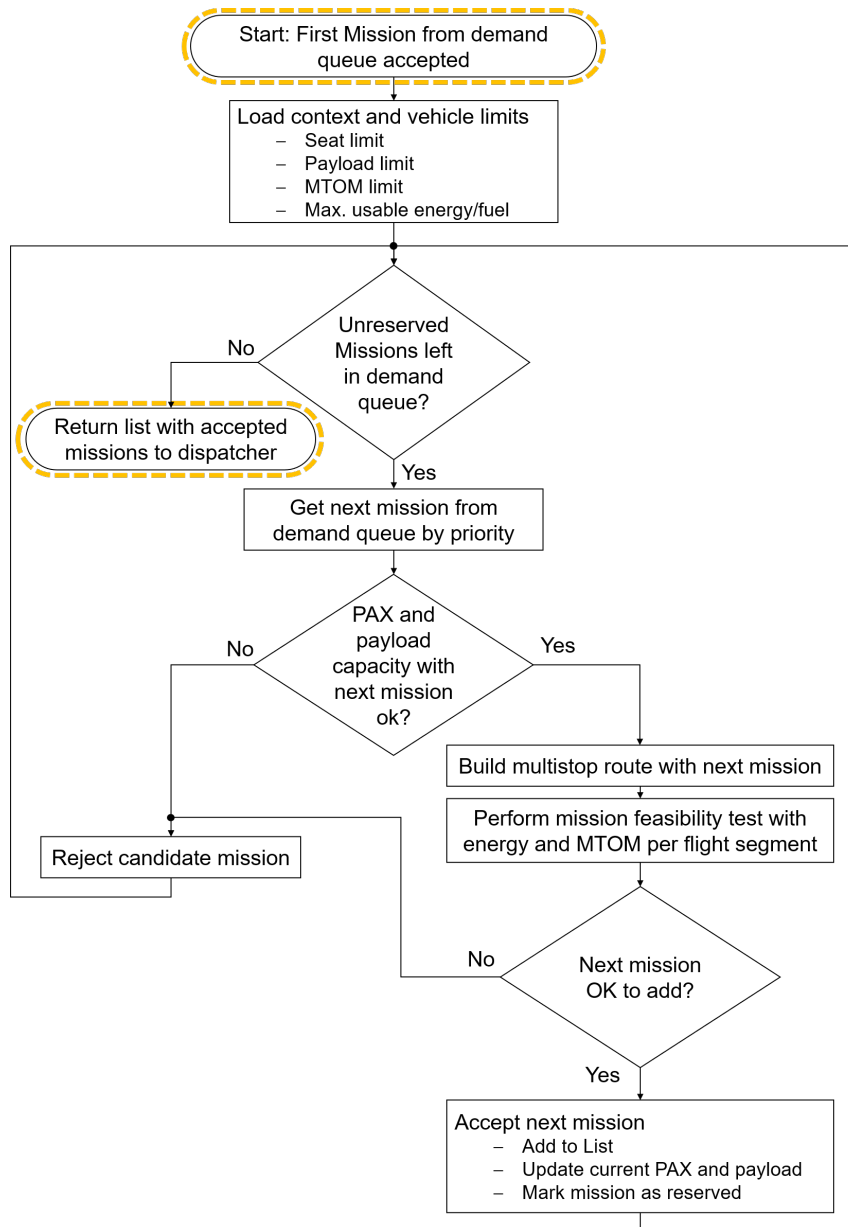 Start: First Mission from demand
queue accepted
Load context and vehicle limits
– Seat limit
– Payload limit
– MTOM limit
– Max. usable energy/fuel
Unreserved
Missions left
in demand
queue?
No
Return list with accepted
missions to dispatcher
Yes
Get next mission from
demand queue by priority
PAX and
payload
capacity with
next mission
ok?
No
Yes
Build multistop route with next mission
Perform mission feasibility test with
energy and MTOM per flight segment
Reject candidate mission
No
Next mission
OK to add?
Yes
Accept next mission
– Add to List
– Update current PAX and payload
– Mark mission as reserved